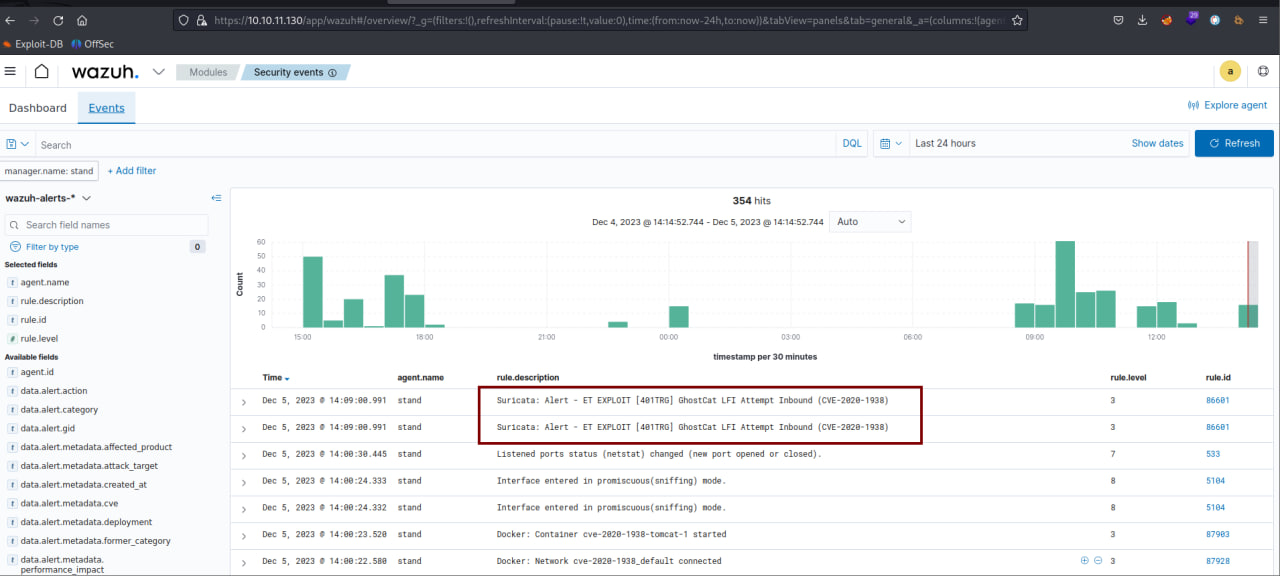 https://10.10.11.130/app/wazuh#/overview/?_g=(filters:!(),refreshInterval:(pause:!t,value:0),time:(from:now-24h,to:now))&tabView=panels&tab=general&_a=(columns:!(agen
29
Exploit-DB OffSec
wazuh. Modules Security events a
Dashboard Events Explore agent
Search DQL Last 24 hours Show dates Refresh
manager.name: stand + Add filter
wazuh-alerts-*
Search field names
Filter by type 0
Selected fields
t agent.name
t rule.description
t rule.id
# rule.level
Available fields
t agent.id
t data.alert.action
t data.alert.category
t data.alert.gid
t data.alert.metadata.affected_product
t data.alert.metadata.attack_target
t data.alert.metadata.created_at
t data.alert.metadata.cve
t data.alert.metadata.deployment
t data.alert.metadata.former_category
t data.alert.metadata.
performance_impact
354 hits
Dec 4, 2023 @ 14:14:52.744 - Dec 5, 2023 @ 14:14:52.744 Auto
Count
60
50
40
30
20
10
0
15:00 18:00 21:00 00:00 03:00 06:00 09:00 12:00
timestamp per 30 minutes
Time agent.name rule.description rule.level rule.id
Dec 5, 2023 @ 14:09:00.991 stand Suricata: Alert - ET EXPLOIT [401TRG] GhostCat LFI Attempt Inbound (CVE-2020-1938) 3 86601
Dec 5, 2023 @ 14:09:00.991 stand Suricata: Alert - ET EXPLOIT [401TRG] GhostCat LFI Attempt Inbound (CVE-2020-1938) 3 86601
Dec 5, 2023 @ 14:00:30.445 stand Listened ports status (netstat) changed (new port opened or closed). 7 533
Dec 5, 2023 @ 14:00:24.333 stand Interface entered in promiscuous(sniffing) mode. 8 5104
Dec 5, 2023 @ 14:00:24.332 stand Interface entered in promiscuous(sniffing) mode. 8 5104
Dec 5, 2023 @ 14:00:23.520 stand Docker: Container cve-2020-1938-tomcat-1 started 3 87903
Dec 5, 2023 @ 14:00:22.580 stand Docker: Network cve-2020-1938_default connected 3 87928